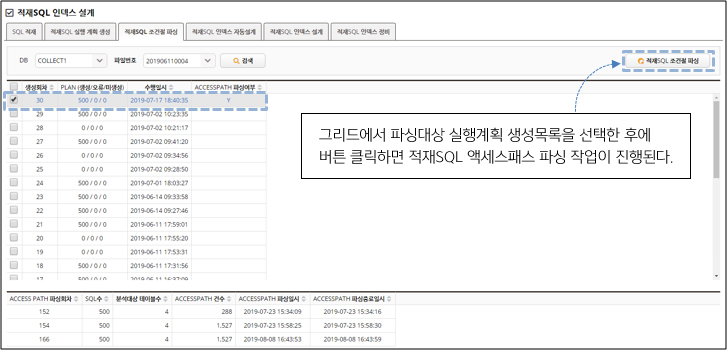 적재SQL 인덱스 설계
SQL 적재 적재SQL 실행 계획 생성 적재SQL 조건절 파싱 적재SQL 인덱스 자동설계 적재SQL 인덱스 설계 적재SQL 인덱스 정비
DB COLLECT1 파일번호 201906110004 검색 적재SQL 조건절 파싱
생성회차 PLAN (생성/오류/미생성) 수행일시 ACCESSPATH 파싱여부
30 500 / 0 / 0 2019-07-17 18:40:35 Y
29 500 / 0 / 0 2019-07-02 10:23:35
28 0 / 0 / 0 2019-07-02 10:21:17
27 500 / 0 / 0 2019-07-02 09:41:20
26 0 / 0 / 0 2019-07-02 09:34:56
25 0 / 0 / 0 2019-07-02 09:28:50
24 500 / 0 / 0 2019-07-01 18:03:27
23 500 / 0 / 0 2019-06-14 09:33:58
22 500 / 0 / 0 2019-06-14 09:27:46
21 500 / 0 / 0 2019-06-11 17:59:01
20 0 / 0 / 0 2019-06-11 17:55:20
19 0 / 0 / 0 2019-06-11 17:53:31
18 500 / 0 / 0 2019-06-11 17:31:56
17 500 / 0 / 0 2019-06-11 16:37:09
그리드에서 파싱대상 실행계획 생성목록을 선택한 후에
버튼 클릭하면 적재SQL 액세스패스 파싱 작업이 진행된다.
ACCESS PATH 파싱회차 SQL수 분석대상 테이블수 ACCESSPATH 건수 ACCESSPATH 파싱일시 ACCESSPATH 파싱종료일시
152 500 4 288 2019-07-23 15:34:09 2019-07-23 15:34:16
154 500 4 1,527 2019-07-23 15:58:25 2019-07-23 15:58:30
166 500 4 1,527 2019-08-08 16:43:53 2019-08-08 16:43:59